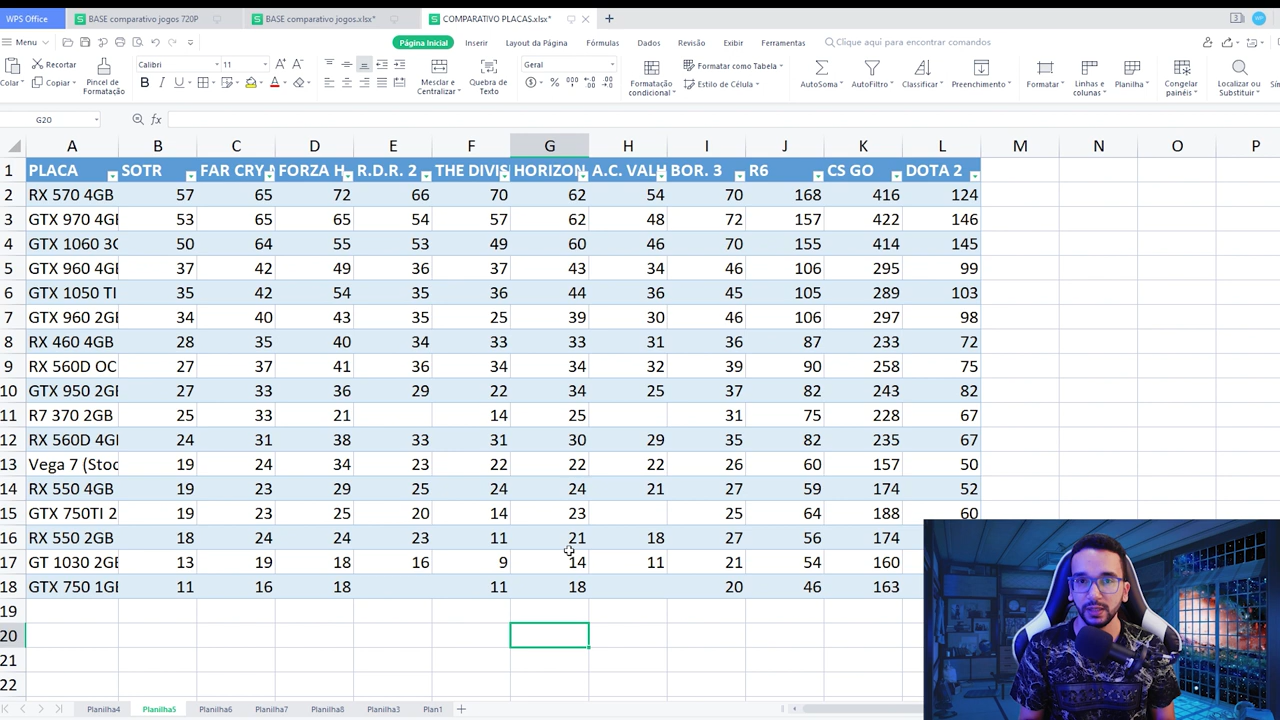 WPS Office BASE comparativo jogos 720P BASE comparativo jogos.xlsx* COMPARATIVO PLACAS.xlsx* +
Menu Página Inicial Inserir Layout da Página Fórmulas Dados Revisão Exibir Ferramentas Clique aqui para encontrar comandos
Recortar Calibri 11 Geral Formatar como Tabela
Colar Copiar Pincel de Formatação B I U A Mesclar e Centralizar Quebra de Texto Formatação condicional Estilo de Célula AutoSoma AutoFiltro Classificar Preenchimento Formatar Linhas e colunas Planilha Congelar painéis Localizar ou Substituir
G20 fx
A B C D E F G H I J K L M N O P
1 PLACA SOTR FAR CRY FORZA H R.D.R. 2 THE DIVIS HORIZON A.C. VALH BOR. 3 R6 CS GO DOTA 2
2 RX 570 4GB 57 65 72 66 70 62 54 70 168 416 124
3 GTX 970 4GB 53 65 65 54 57 62 48 72 157 422 146
4 GTX 1060 3G 50 64 55 53 49 60 46 70 155 414 145
5 GTX 960 4GB 37 42 49 36 37 43 34 46 106 295 99
6 GTX 1050 TI 35 42 54 35 36 44 36 45 105 289 103
7 GTX 960 2GB 34 40 43 35 25 39 30 46 106 297 98
8 RX 460 4GB 28 35 40 34 33 33 31 36 87 233 72
9 RX 560D OC 27 37 41 36 34 34 32 39 90 258 75
10 GTX 950 2GB 27 33 36 29 22 34 25 37 82 243 82
11 R7 370 2GB 25 33 21 14 25 31 75 228 67
12 RX 560D 4GB 24 31 38 33 31 30 29 35 82 235 67
13 Vega 7 (Stoc 19 24 34 23 22 22 22 26 60 157 50
14 RX 550 4GB 19 23 29 25 24 24 21 27 59 174 52
15 GTX 750TI 2 19 23 25 20 14 23 25 64 188 60
16 RX 550 2GB 18 24 24 23 11 21 18 27 56 174
17 GT 1030 2GB 13 19 18 16 9 14 11 21 54 160
18 GTX 750 1GB 11 16 18 11 18 20 46 163
19
20
21
22
Planilha4 Planilha5 Planilha6 Planilha7 Planilha8 Planilha3 Plan1 +